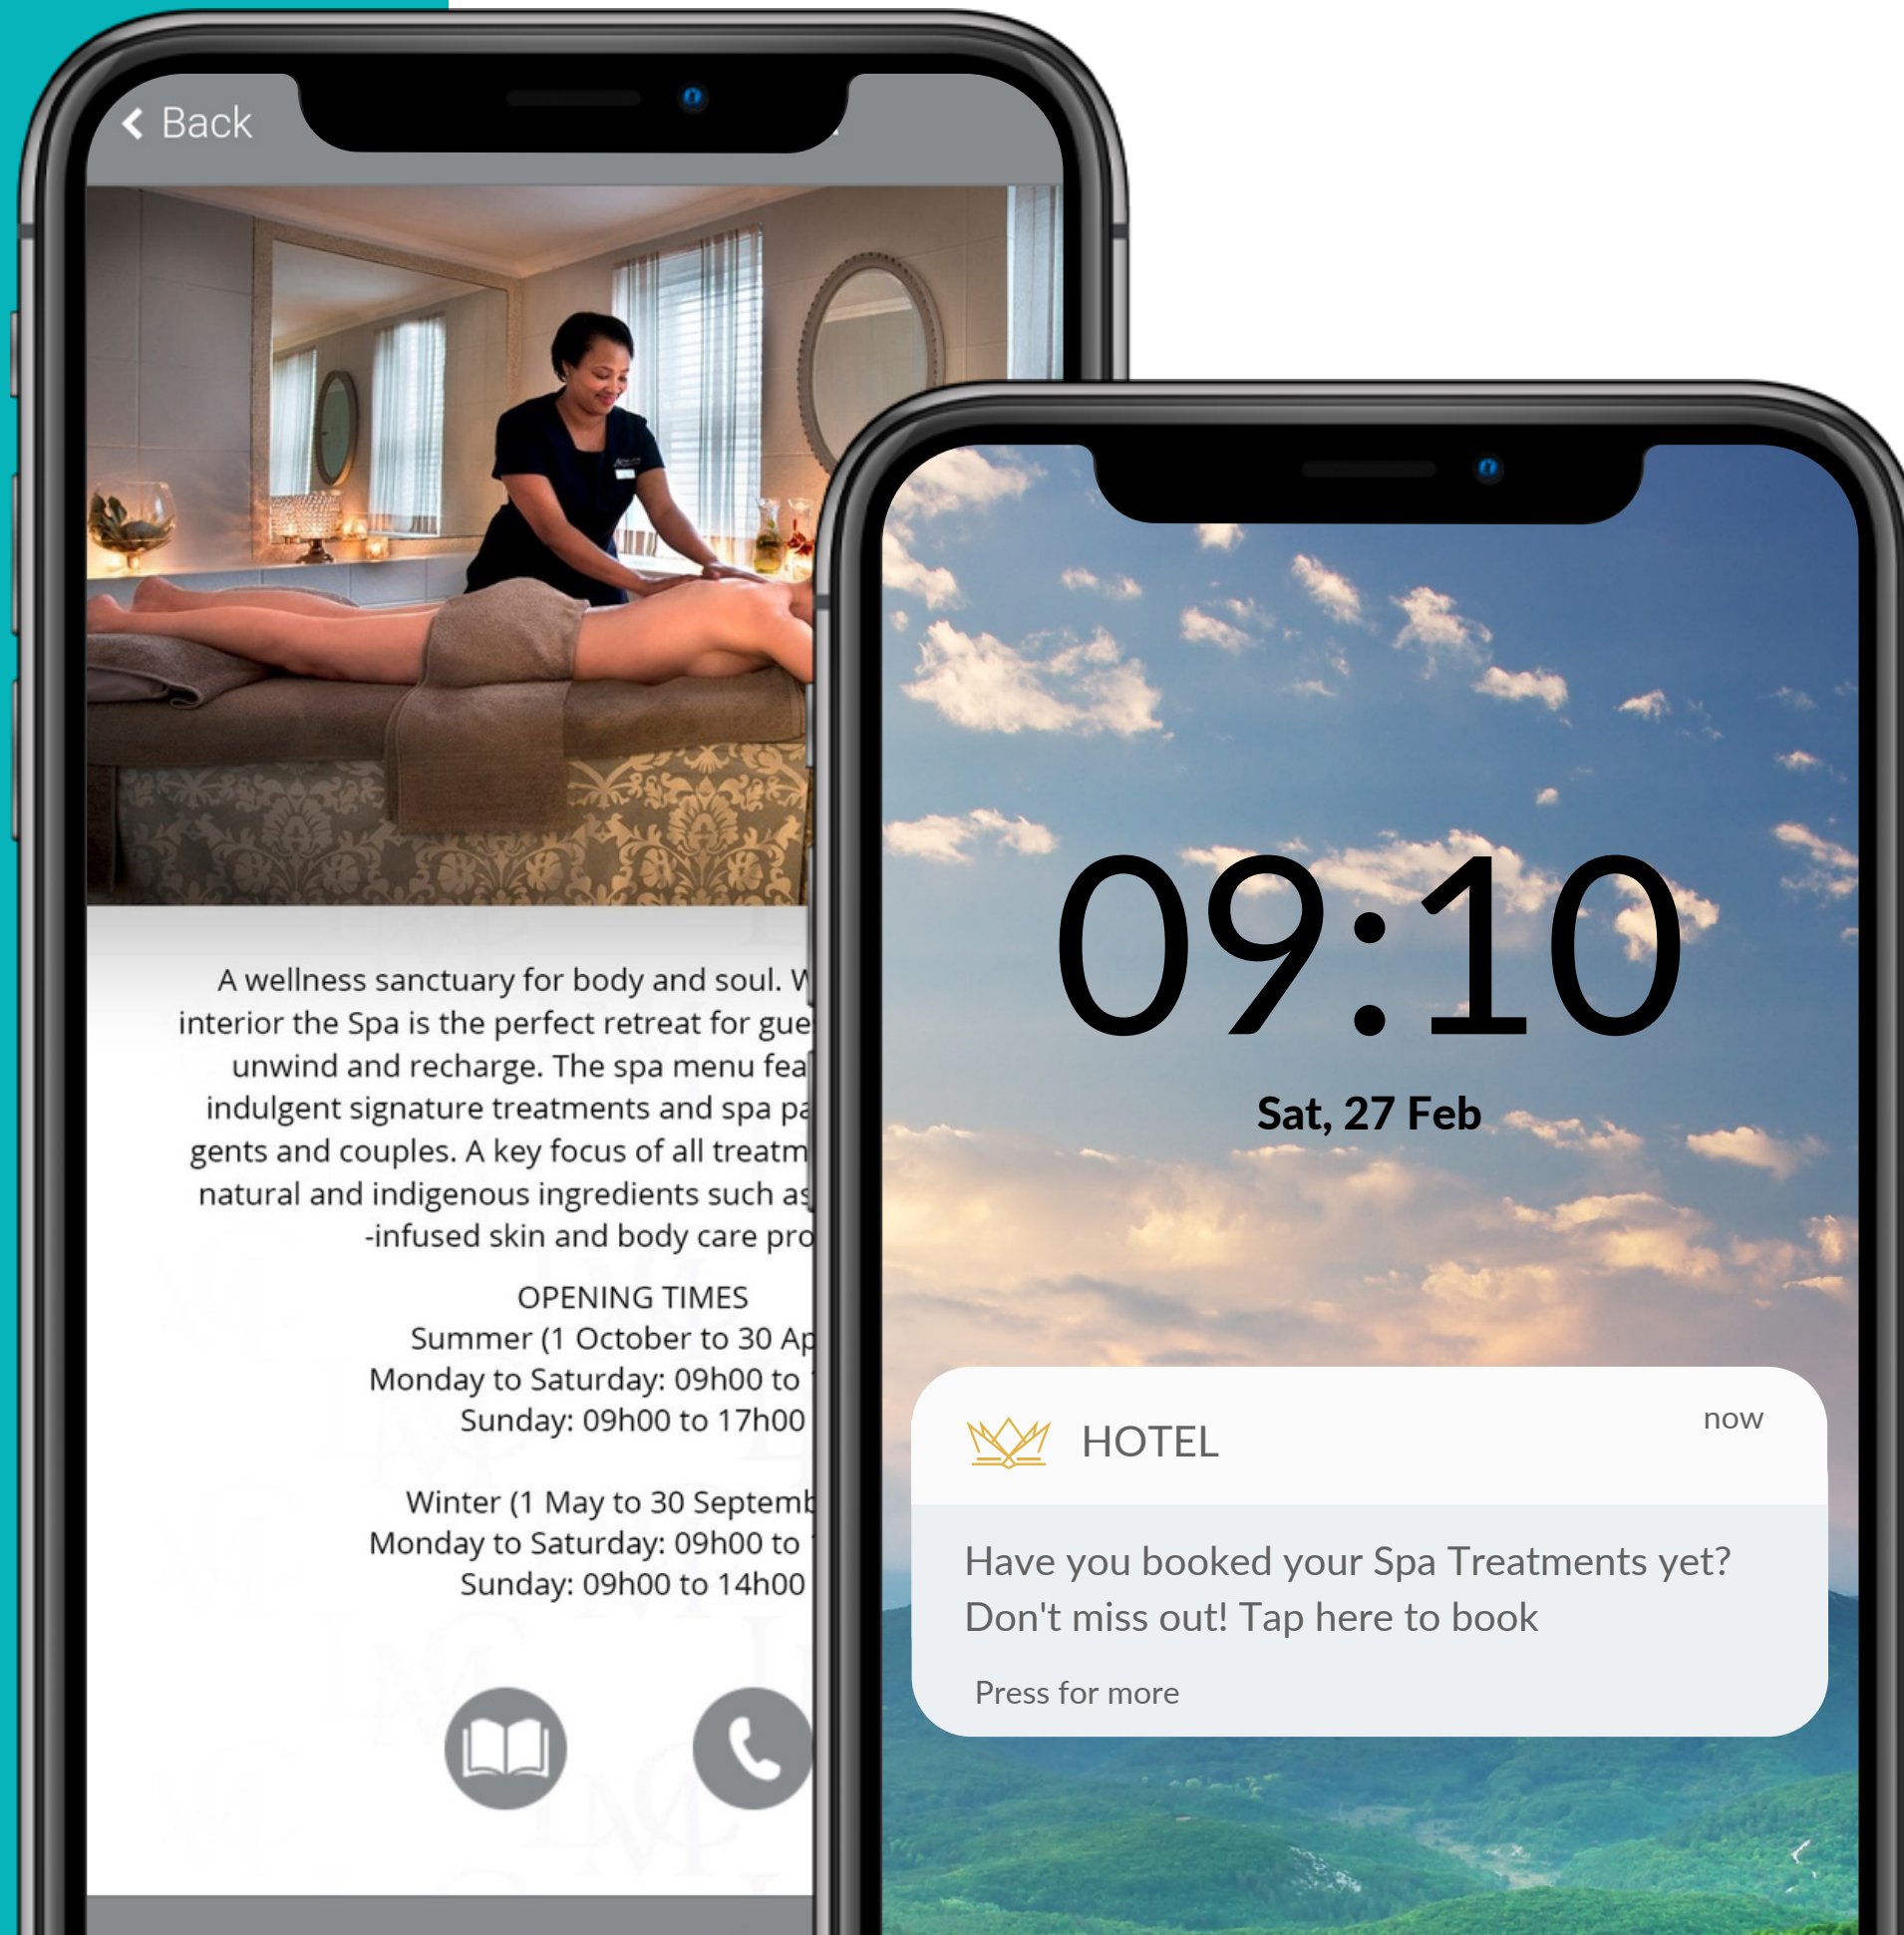 Back
A wellness sanctuary for body and soul.
interior the Spa is the perfect retreat for
unwind and recharge. The spa menu
indulgent signature treatments and spa
gents and couples. A key focus of all
natural and indigenous ingredients such as
-infused skin and body care
OPENING TIMES
Summer (1 October to 30
Monday to Saturday: 09h00 to
Sunday: 09h00 to 17h00
Winter (1 May to 30
Monday to Saturday: 09h00 to
Sunday: 09h00 to 14h00
09:10
Sat, 27 Feb
HOTEL
now
Have you booked your Spa Treatments yet?
Don't miss out! Tap here to book
Press for more